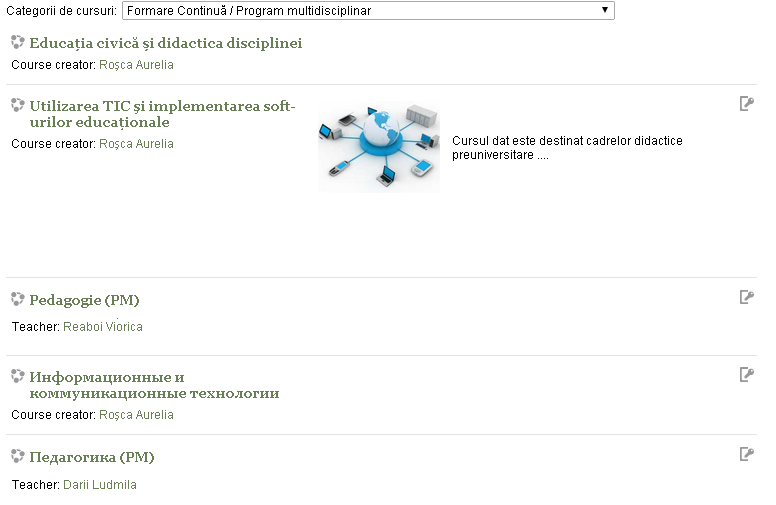 Categorii de cursuri: Formare Continuă / Program multidisciplinar
Educația civică și didactica disciplinei
Course creator: Roșca Aurelia
Utilizarea TIC și implementarea soft-
urilor educaționale
Course creator: Roșca Aurelia
Cursul dat este destinat cadrelor didactice
preuniversitare ....
Pedagogie (PM)
Teacher: Reaboi Viorica
Информационные и
коммуникационные технологии
Course creator: Roșca Aurelia
Педагогика (PM)
Teacher: Darii Ludmila